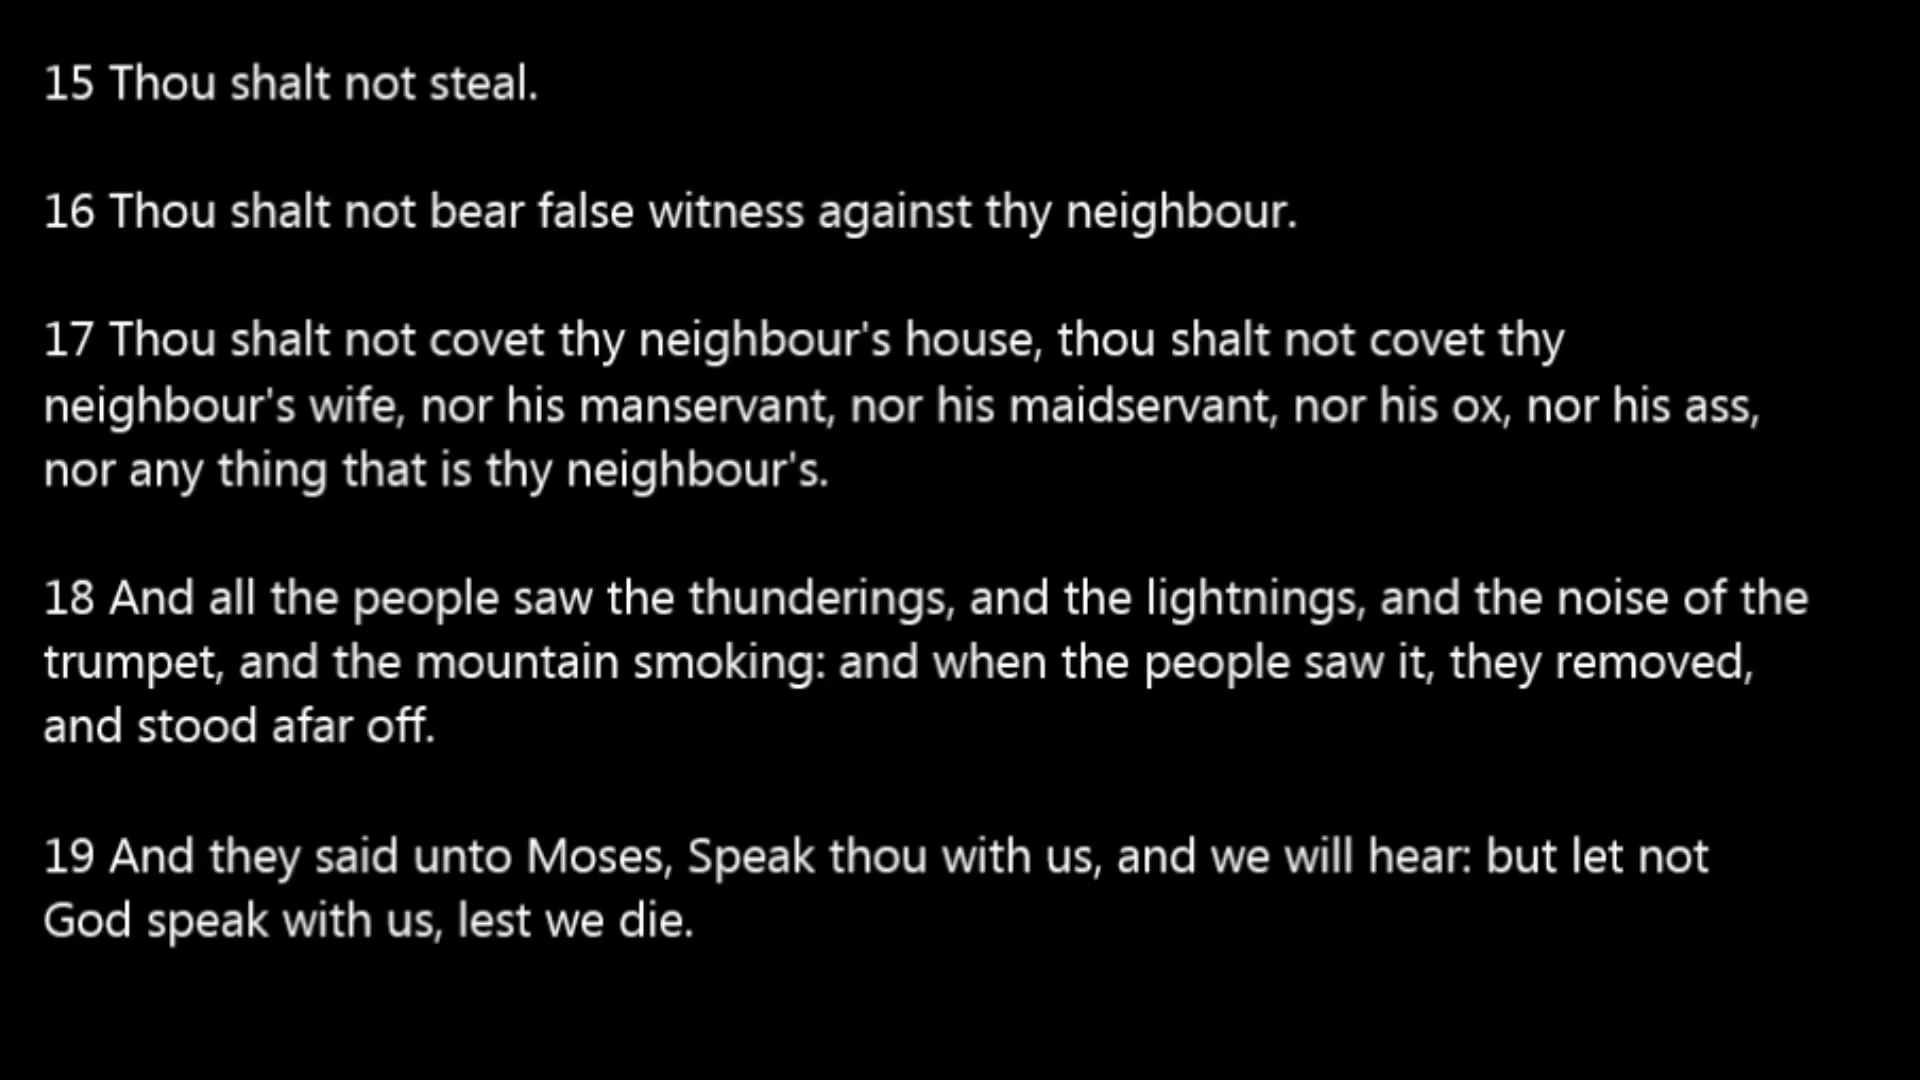 15 Thou shalt not steal.
16 Thou shalt not bear false witness against thy neighbour.
17 Thou shalt not covet thy neighbour's house, thou shalt not covet thy
neighbour's wife, nor his manservant, nor his maidservant, nor his ox, nor his ass,
nor any thing that is thy neighbour's.
18 And all the people saw the thunderings, and the lightnings, and the noise of the
trumpet, and the mountain smoking: and when the people saw it, they removed,
and stood afar off.
19 And they said unto Moses, Speak thou with us, and we will hear: but let not
God speak with us, lest we die.